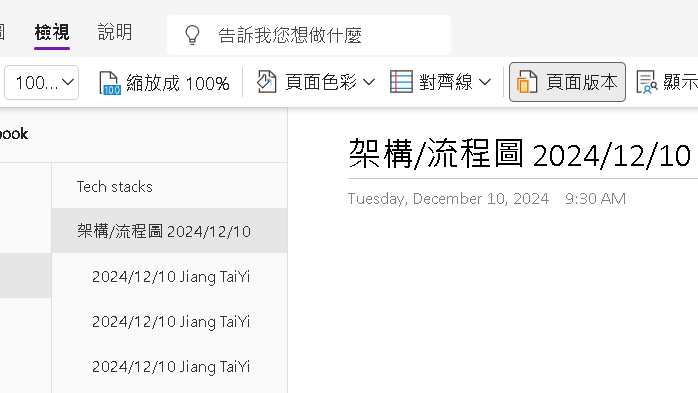 檢視 說明 告訴我您想做什麼
100... 縮放成 100% 頁面色彩 對齊線 頁面版本 顯示
架構/流程圖 2024/12/10
Tuesday, December 10, 2024 9:30 AM
Tech stacks
架構/流程圖 2024/12/10
2024/12/10 Jiang TaiYi
2024/12/10 Jiang TaiYi
2024/12/10 Jiang TaiYi